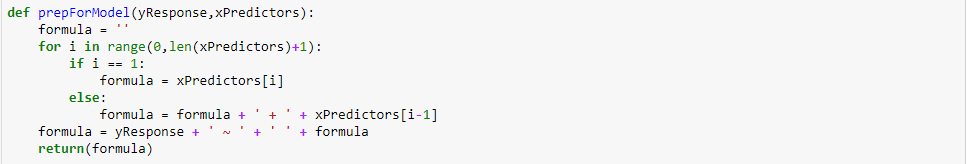 def prepForModel(yResponse,xPredictors):
    formula = ''
    for i in range(0,len(xPredictors)+1):
        if i == 1:
            formula = xPredictors[i]
        else:
            formula = formula + ' + ' + xPredictors[i-1]
    formula = yResponse + ' ~ ' + ' ' + formula
    return(formula)